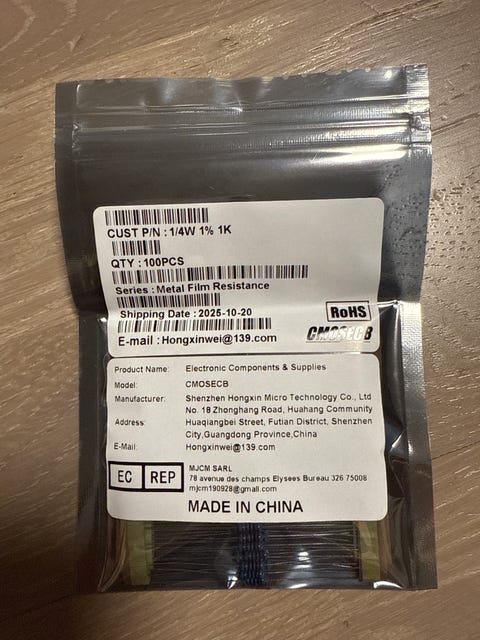 CUST P/N : 1/4W 1% 1K
QTY : 100PCS
Series : Metal Film Resistance
Shipping Date : 2025-10-20
RoHS
CMOSECB
E-mail : Hongxinwei@139.com
Product Name: Electronic Components & Supplies
Model: CMOSECB
Manufacturer: Shenzhen Hongxin Micro Technology Co., Ltd
No. 18 Zhonghang Road, Huahang Community
Address: Huaqiangbei Street, Futian District, Shenzhen
City,Guangdong Province,China
E-Mail: Hongxinwei@139.com
EC REP
MJCM SARL
78 avenue des champs Elysees Bureau 326 75008
mjcm190928@gmail.com
MADE IN CHINA